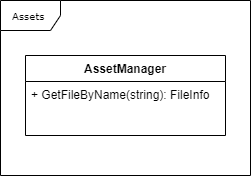 Assets
AssetManager
+ GetFileByName(string): FileInfo